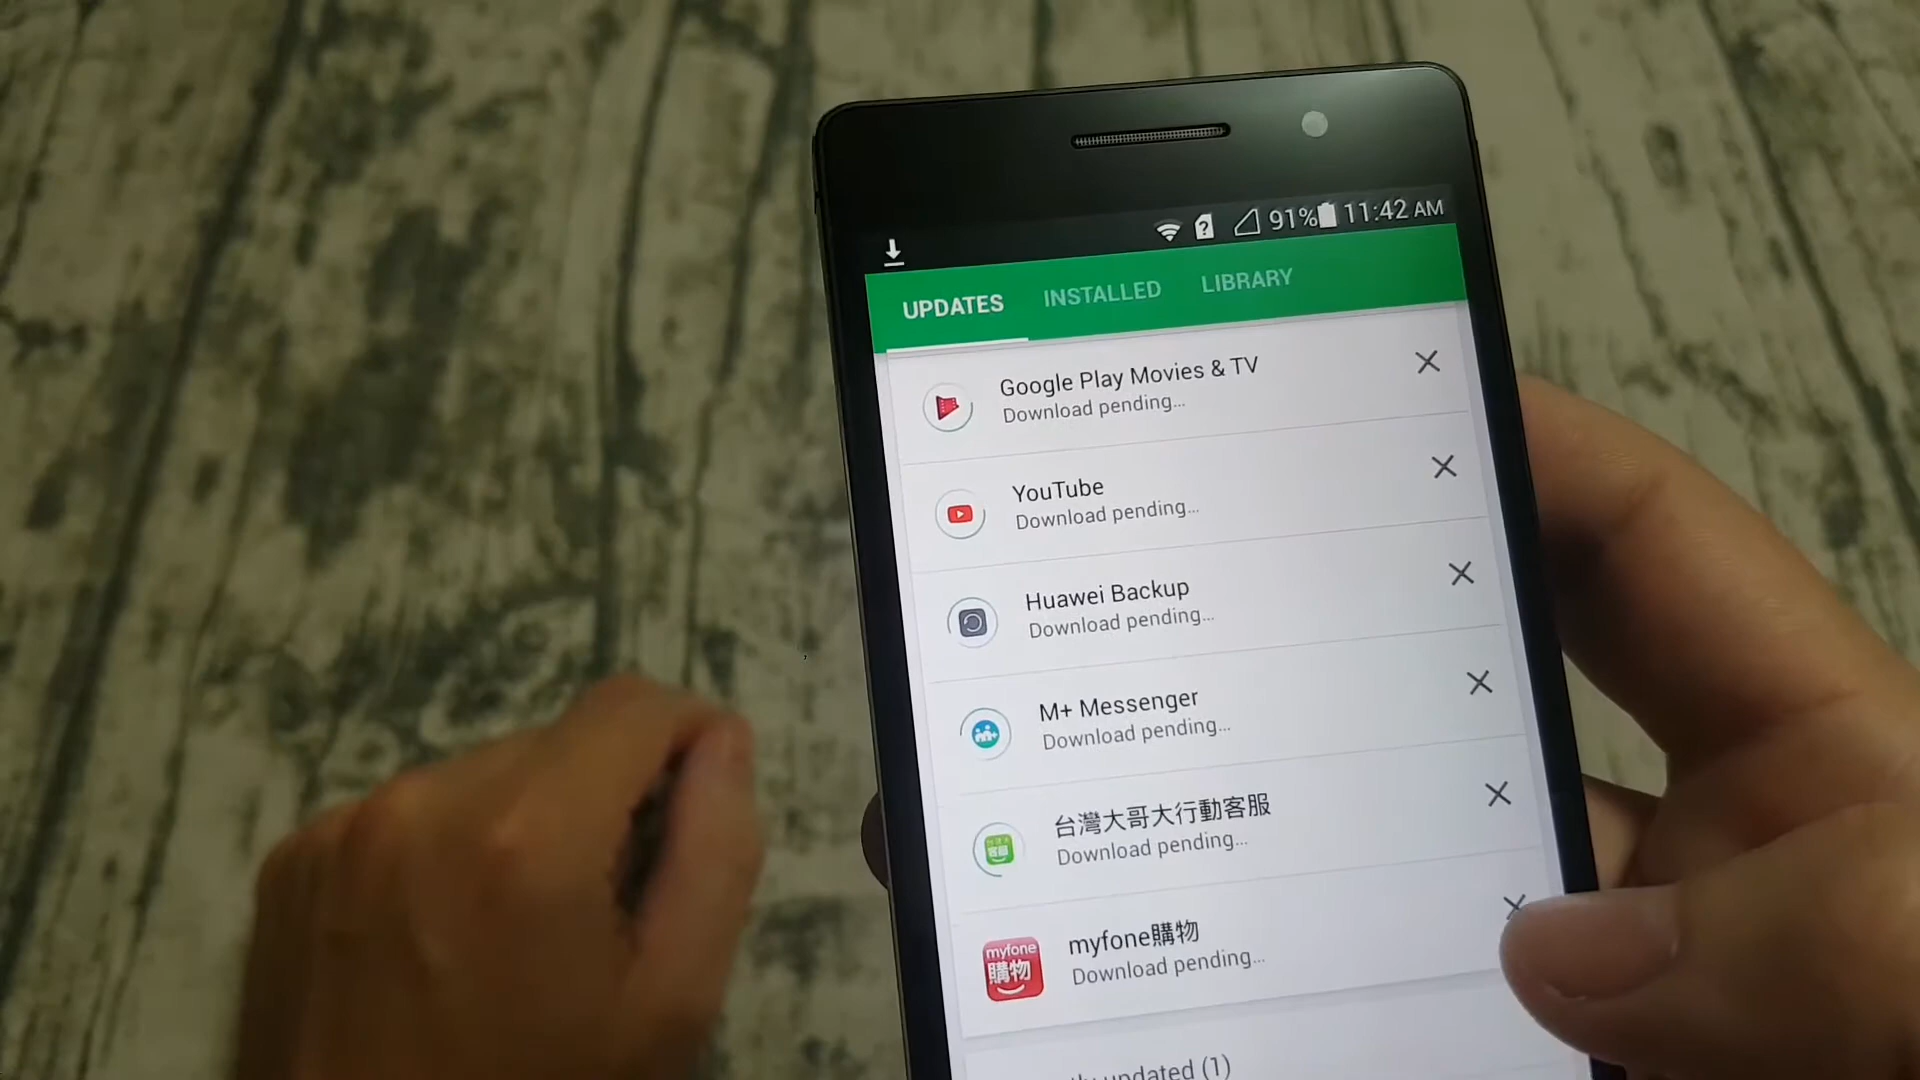 91% 11:42 AM
UPDATES INSTALLED LIBRARY
Google Play Movies & TV
Download pending...
YouTube
Download pending...
Huawei Backup
Download pending...
M+ Messenger
Download pending...
台灣大哥大行動客服
Download pending...
myfone
購物
myfone購物
Download pending...
updated (1)